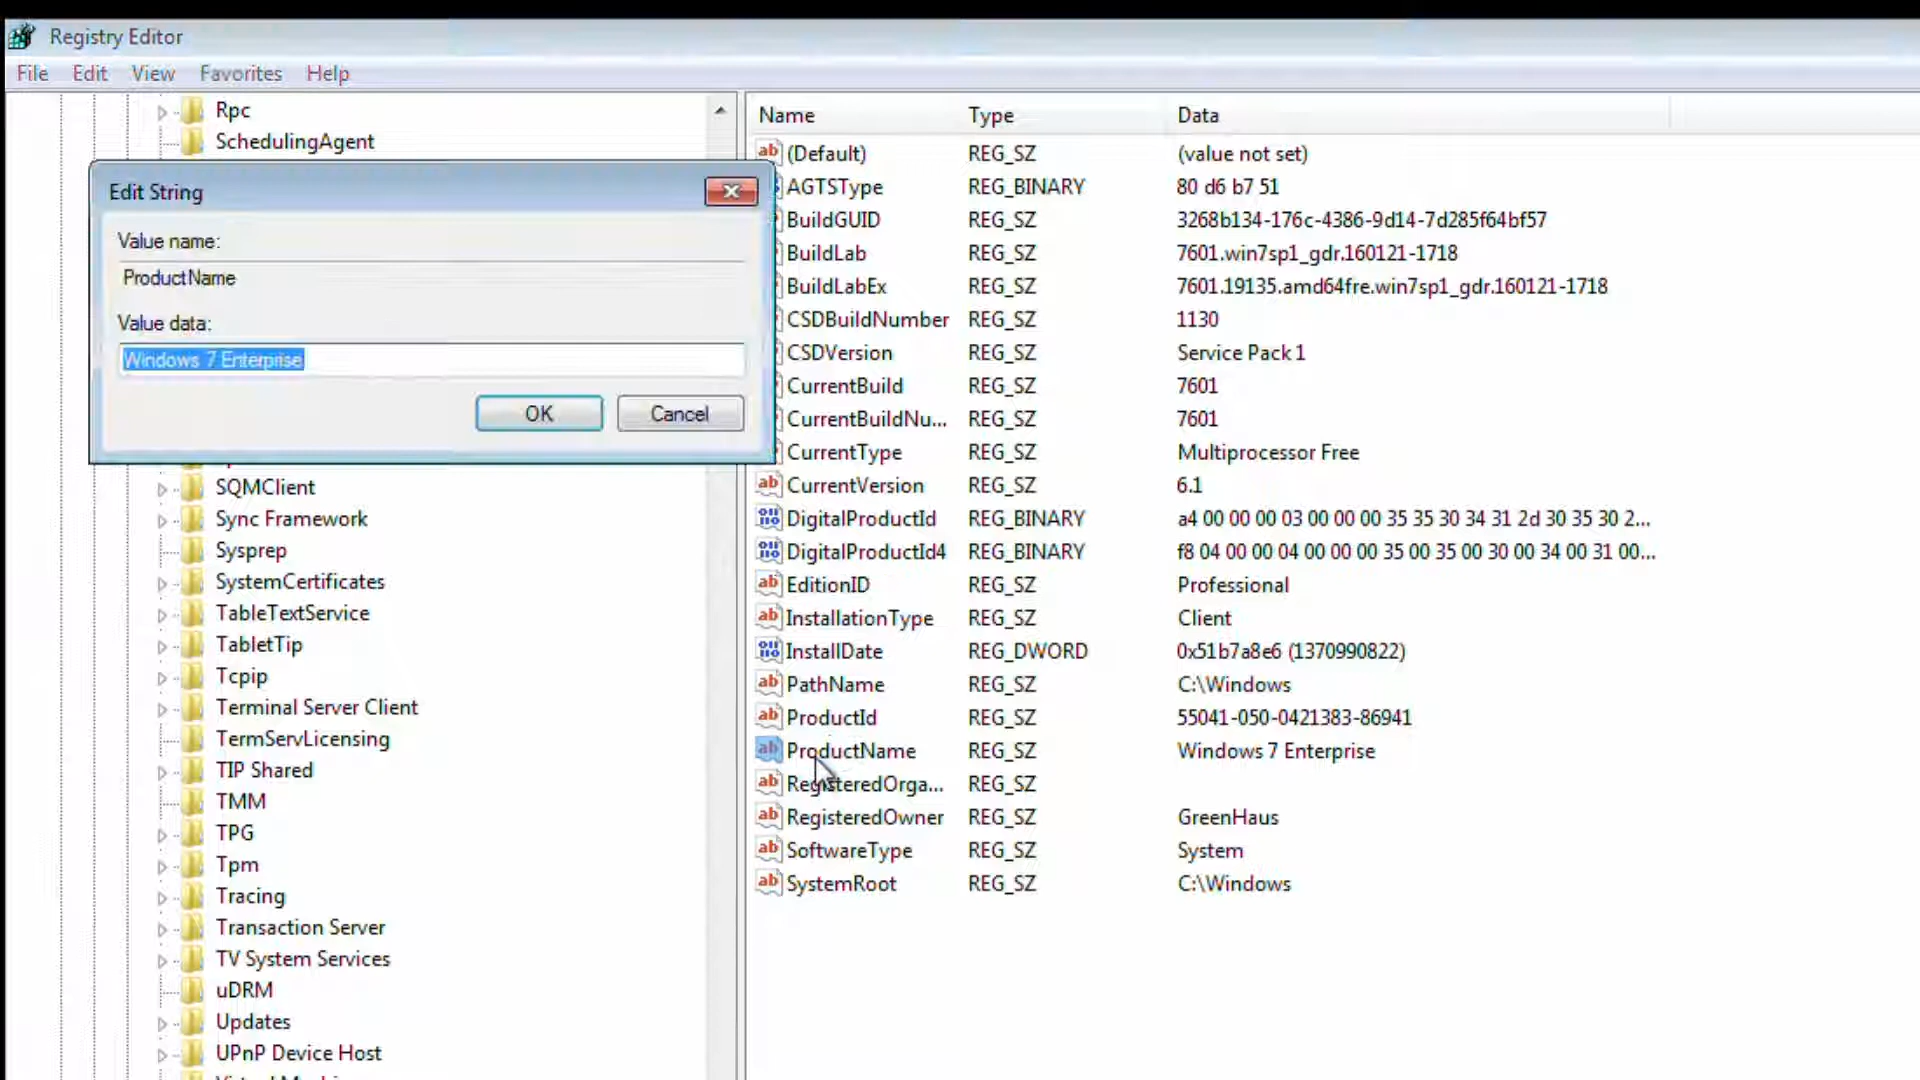 Registry Editor
File Edit View Favorites Help
Rpc
SchedulingAgent
Edit String
Value name:
ProductName
Value data:
Windows 7 Enterprise
OK Cancel
SQMClient
Sync Framework
Sysprep
SystemCertificates
TableTextService
TabletTip
Tcpip
Terminal Server Client
TermServLicensing
TIP Shared
TMM
TPG
Tpm
Tracing
Transaction Server
TV System Services
uDRM
Updates
UPnP Device Host
Name Type Data
(Default) REG_SZ (value not set)
AGTSType REG_BINARY 80 d6 b7 51
BuildGUID REG_SZ 3268b134-176c-4386-9d14-7d285f64bf57
BuildLab REG_SZ 7601.win7sp1_gdr.160121-1718
BuildLabEx REG_SZ 7601.19135.amd64fre.win7sp1_gdr.160121-1718
CSDBuildNumber REG_SZ 1130
CSDVersion REG_SZ Service Pack 1
CurrentBuild REG_SZ 7601
CurrentBuildNu... REG_SZ 7601
CurrentType REG_SZ Multiprocessor Free
CurrentVersion REG_SZ 6.1
DigitalProductId REG_BINARY a4 00 00 00 03 00 00 00 35 35 30 34 31 2d 30 35 30 2...
DigitalProductId4 REG_BINARY f8 04 00 00 04 00 00 00 35 00 35 00 30 00 34 00 31 00...
EditionID REG_SZ Professional
InstallationType REG_SZ Client
InstallDate REG_DWORD 0x51b7a8e6 (1370990822)
PathName REG_SZ C:\Windows
ProductId REG_SZ 55041-050-0421383-86941
ProductName REG_SZ Windows 7 Enterprise
RegisteredOrga... REG_SZ
RegisteredOwner REG_SZ GreenHaus
SoftwareType REG_SZ System
SystemRoot REG_SZ C:\Windows